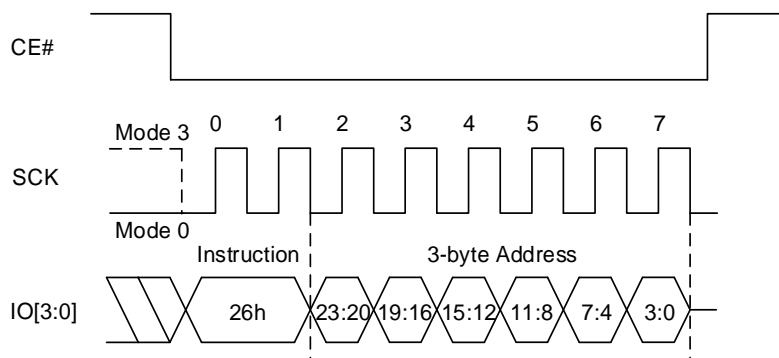 CE#
0 1 2 3 4 5 6 7
Mode 3
SCK
Mode 0
Instruction 3-byte Address
IO[3:0] 26h 23:20 19:16 15:12 11:8 7:4 3:0